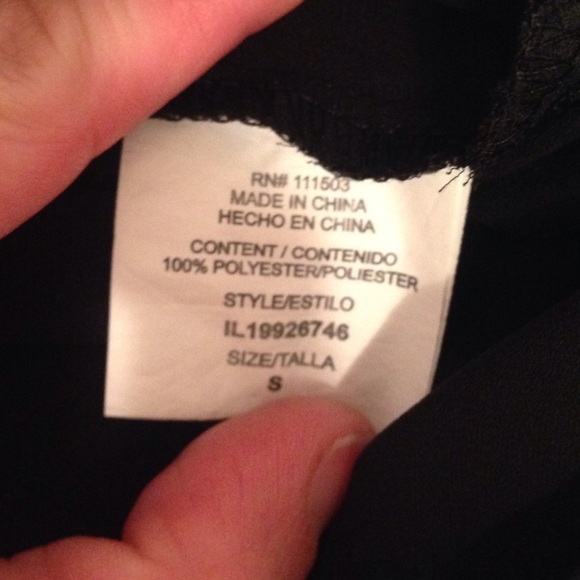 RN# 111503
MADE IN CHINA
HECHO EN CHINA
CONTENT / CONTENIDO
100% POLYESTER/POLIESTER
STYLE/ESTILO
IL19926746
SIZE/TALLA
S